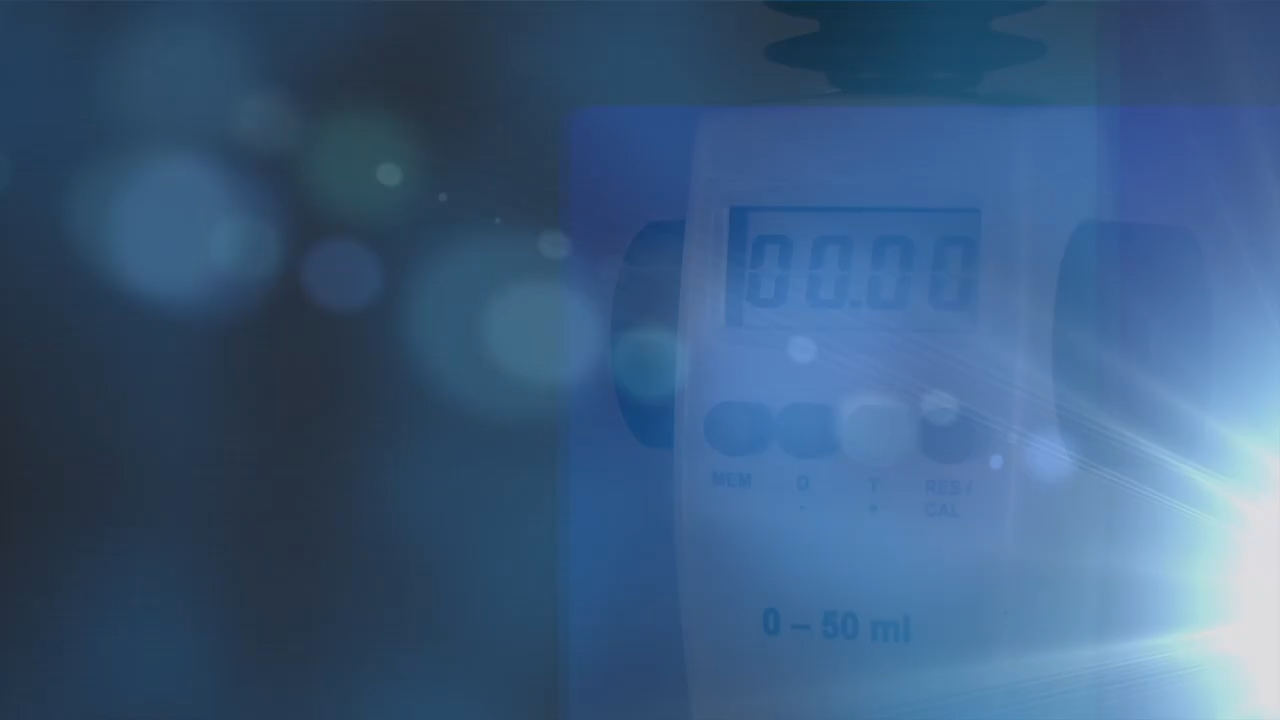 00.00
MEM D T RES /
- + CAL
0 – 50 ml